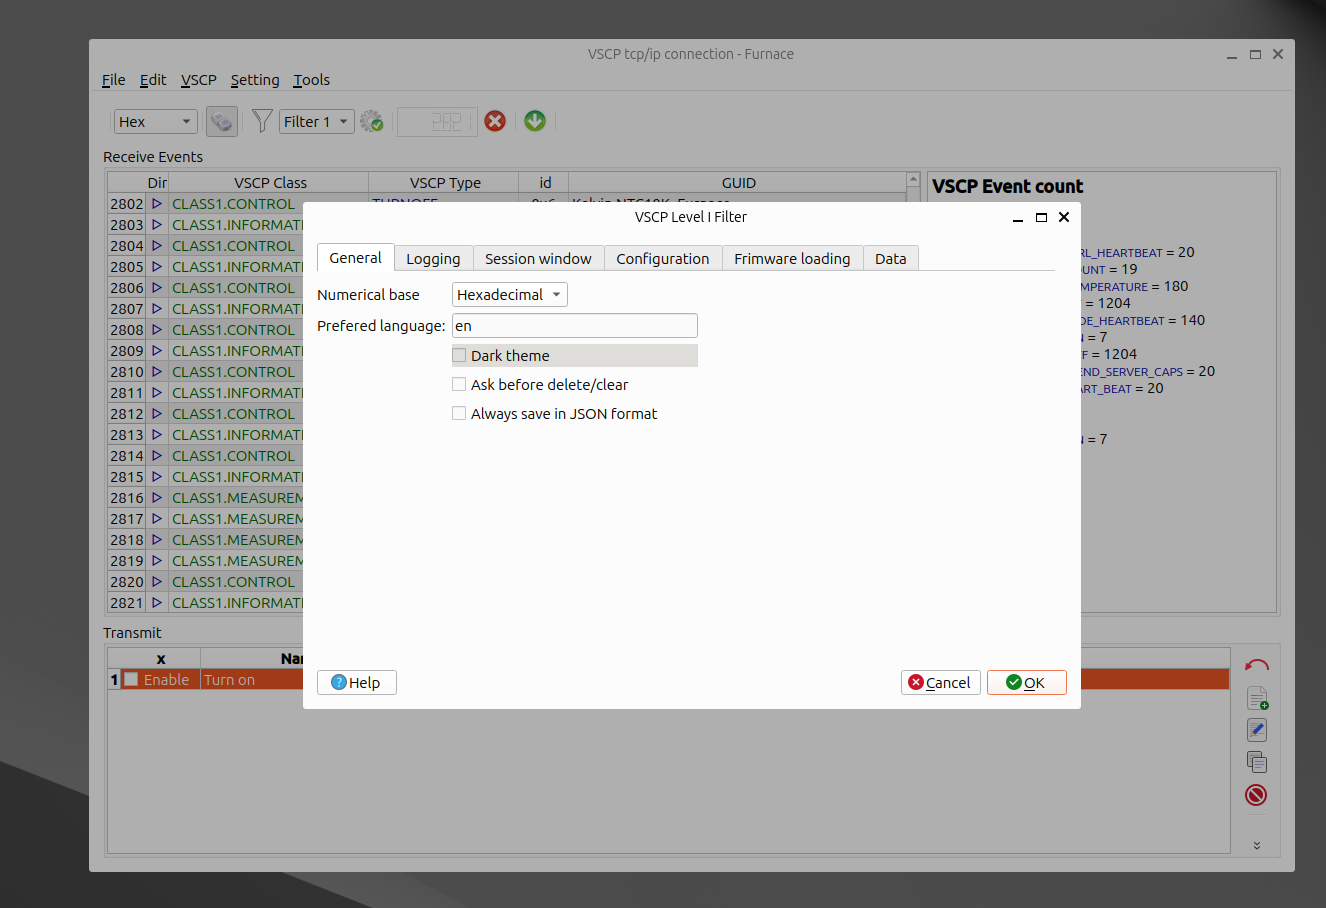 VSCP tcp/ip connection - Furnace
File Edit VSCP Setting Tools
Hex Filter 1 2821
Receive Events
Dir VSCP Class VSCP Type id GUID
VSCP Event count
2802 CLASS1.CONTROL
2803 CLASS1.INFORMATI
2804 CLASS1.CONTROL
2805 CLASS1.INFORMATI
2806 CLASS1.CONTROL
2807 CLASS1.INFORMATI
2808 CLASS1.CONTROL
2809 CLASS1.INFORMATI
2810 CLASS1.CONTROL
2811 CLASS1.INFORMATI
2812 CLASS1.CONTROL
2813 CLASS1.INFORMATI
2814 CLASS1.CONTROL
2815 CLASS1.INFORMATI
2816 CLASS1.MEASUREM
2817 CLASS1.MEASUREM
2818 CLASS1.MEASUREM
2819 CLASS1.MEASUREM
2820 CLASS1.CONTROL
2821 CLASS1.INFORMATI
RL_HEARTBEAT = 20
UNT = 19
MPERATURE = 180
= 1204
DE_HEARTBEAT = 140
N = 7
F = 1204
END_SERVER_CAPS = 20
ART_BEAT = 20
N = 7
VSCP Level I Filter
General Logging Session window Configuration Frimware loading Data
Numerical base Hexadecimal
Prefered language: en
Dark theme
Ask before delete/clear
Always save in JSON format
Help Cancel OK
Transmit
x Nar
1 Enable Turn on